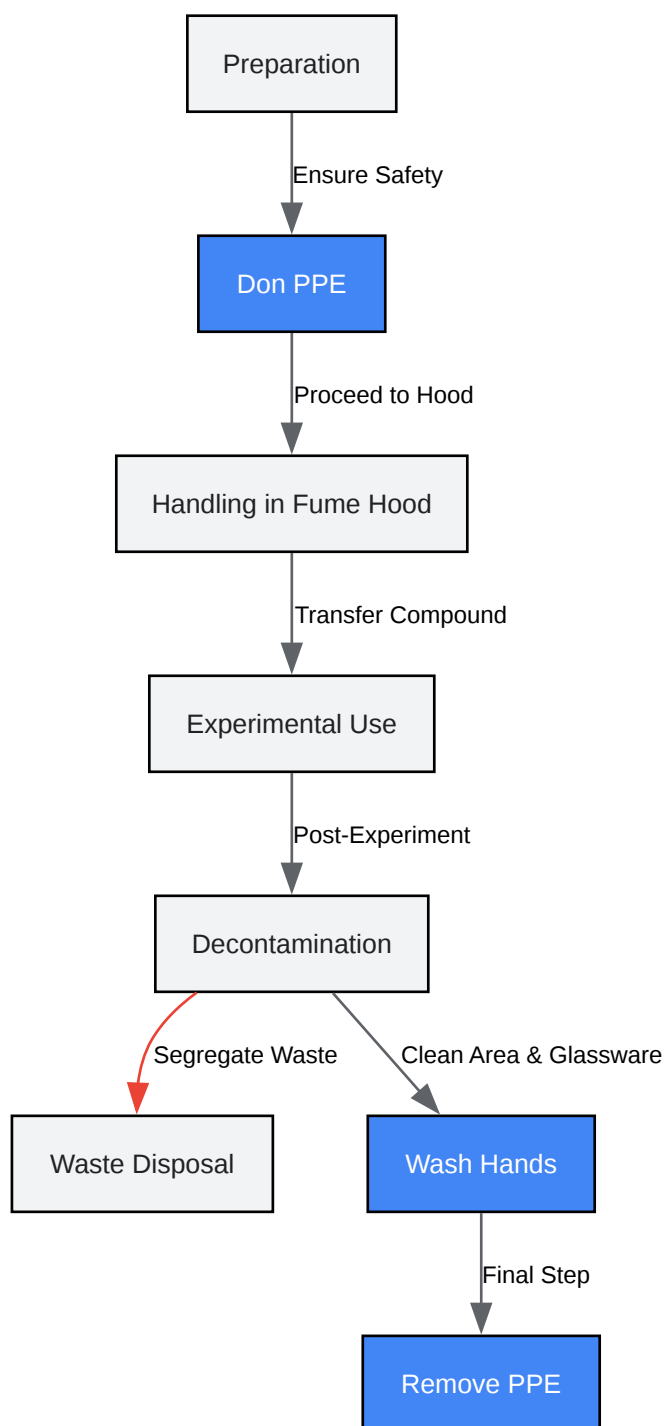 Preparation
Ensure Safety
Don PPE
Proceed to Hood
Handling in Fume Hood
Transfer Compound
Experimental Use
Post-Experiment
Decontamination
Segregate Waste
Clean Area & Glassware
Waste Disposal
Wash Hands
Final Step
Remove PPE